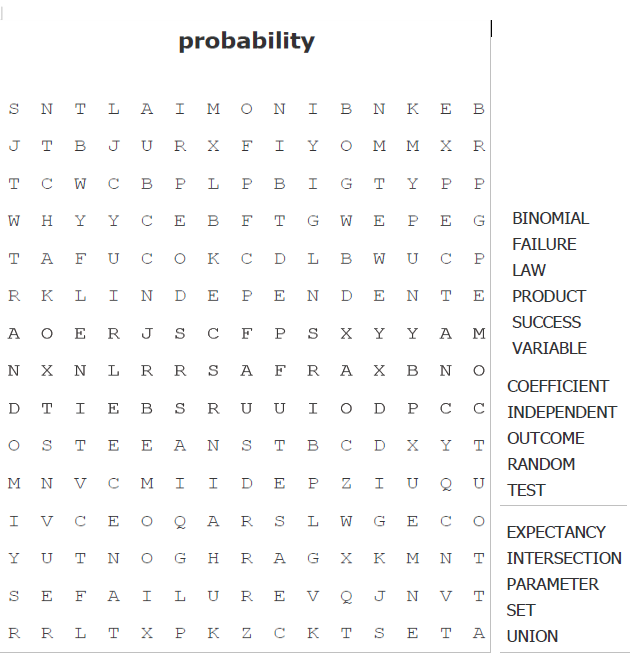 probability
S N T L A I M O N I B N K E B
J T B J U R X F I Y O M M X R
T C W C B P L P B I G T Y P P
W H Y Y C E B F T G W E P E G
T A F U C O K C D L B W U C P
R K L I N D E P E N D E N T E
A O E R J S C F P S X Y Y A M
N X N L R R S A F R A X B N O
D T I E B S R U U I O D P C C
O S T E E A N S T B C D X Y T
M N V C M I I D E P Z I U Q U
I V C E O Q A R S L W G E C O
Y U T N O G H R A G X K M N T
S E F A I L U R E V Q J N V T
R R L T X P K Z C K T S E T A
BINOMIAL
FAILURE
LAW
PRODUCT
SUCCESS
VARIABLE
COEFFICIENT
INDEPENDENT
OUTCOME
RANDOM
TEST
EXPECTANCY
INTERSECTION
PARAMETER
SET
UNION